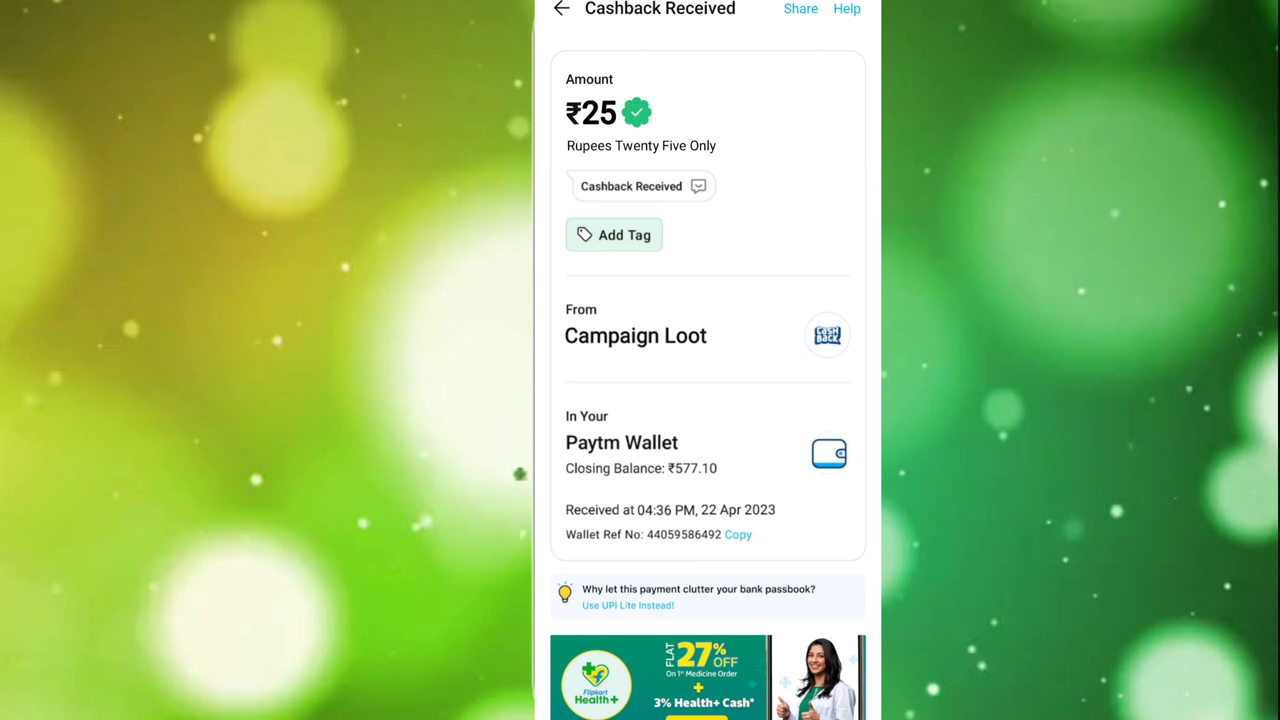 Cashback Received Share Help
Amount
₹25
Rupees Twenty Five Only
Cashback Received
Add Tag
From
Campaign Loot
CASH
BACK
In Your
Paytm Wallet
Closing Balance: ₹577.10
Received at 04:36 PM, 22 Apr 2023
Wallet Ref No: 44059586492 Copy
Why let this payment clutter your bank passbook?
Use UPI Lite Instead!
Flipkart
Health+
FLAT 27% OFF
On 1st Medicine Order
+
3% Health+ Cash*